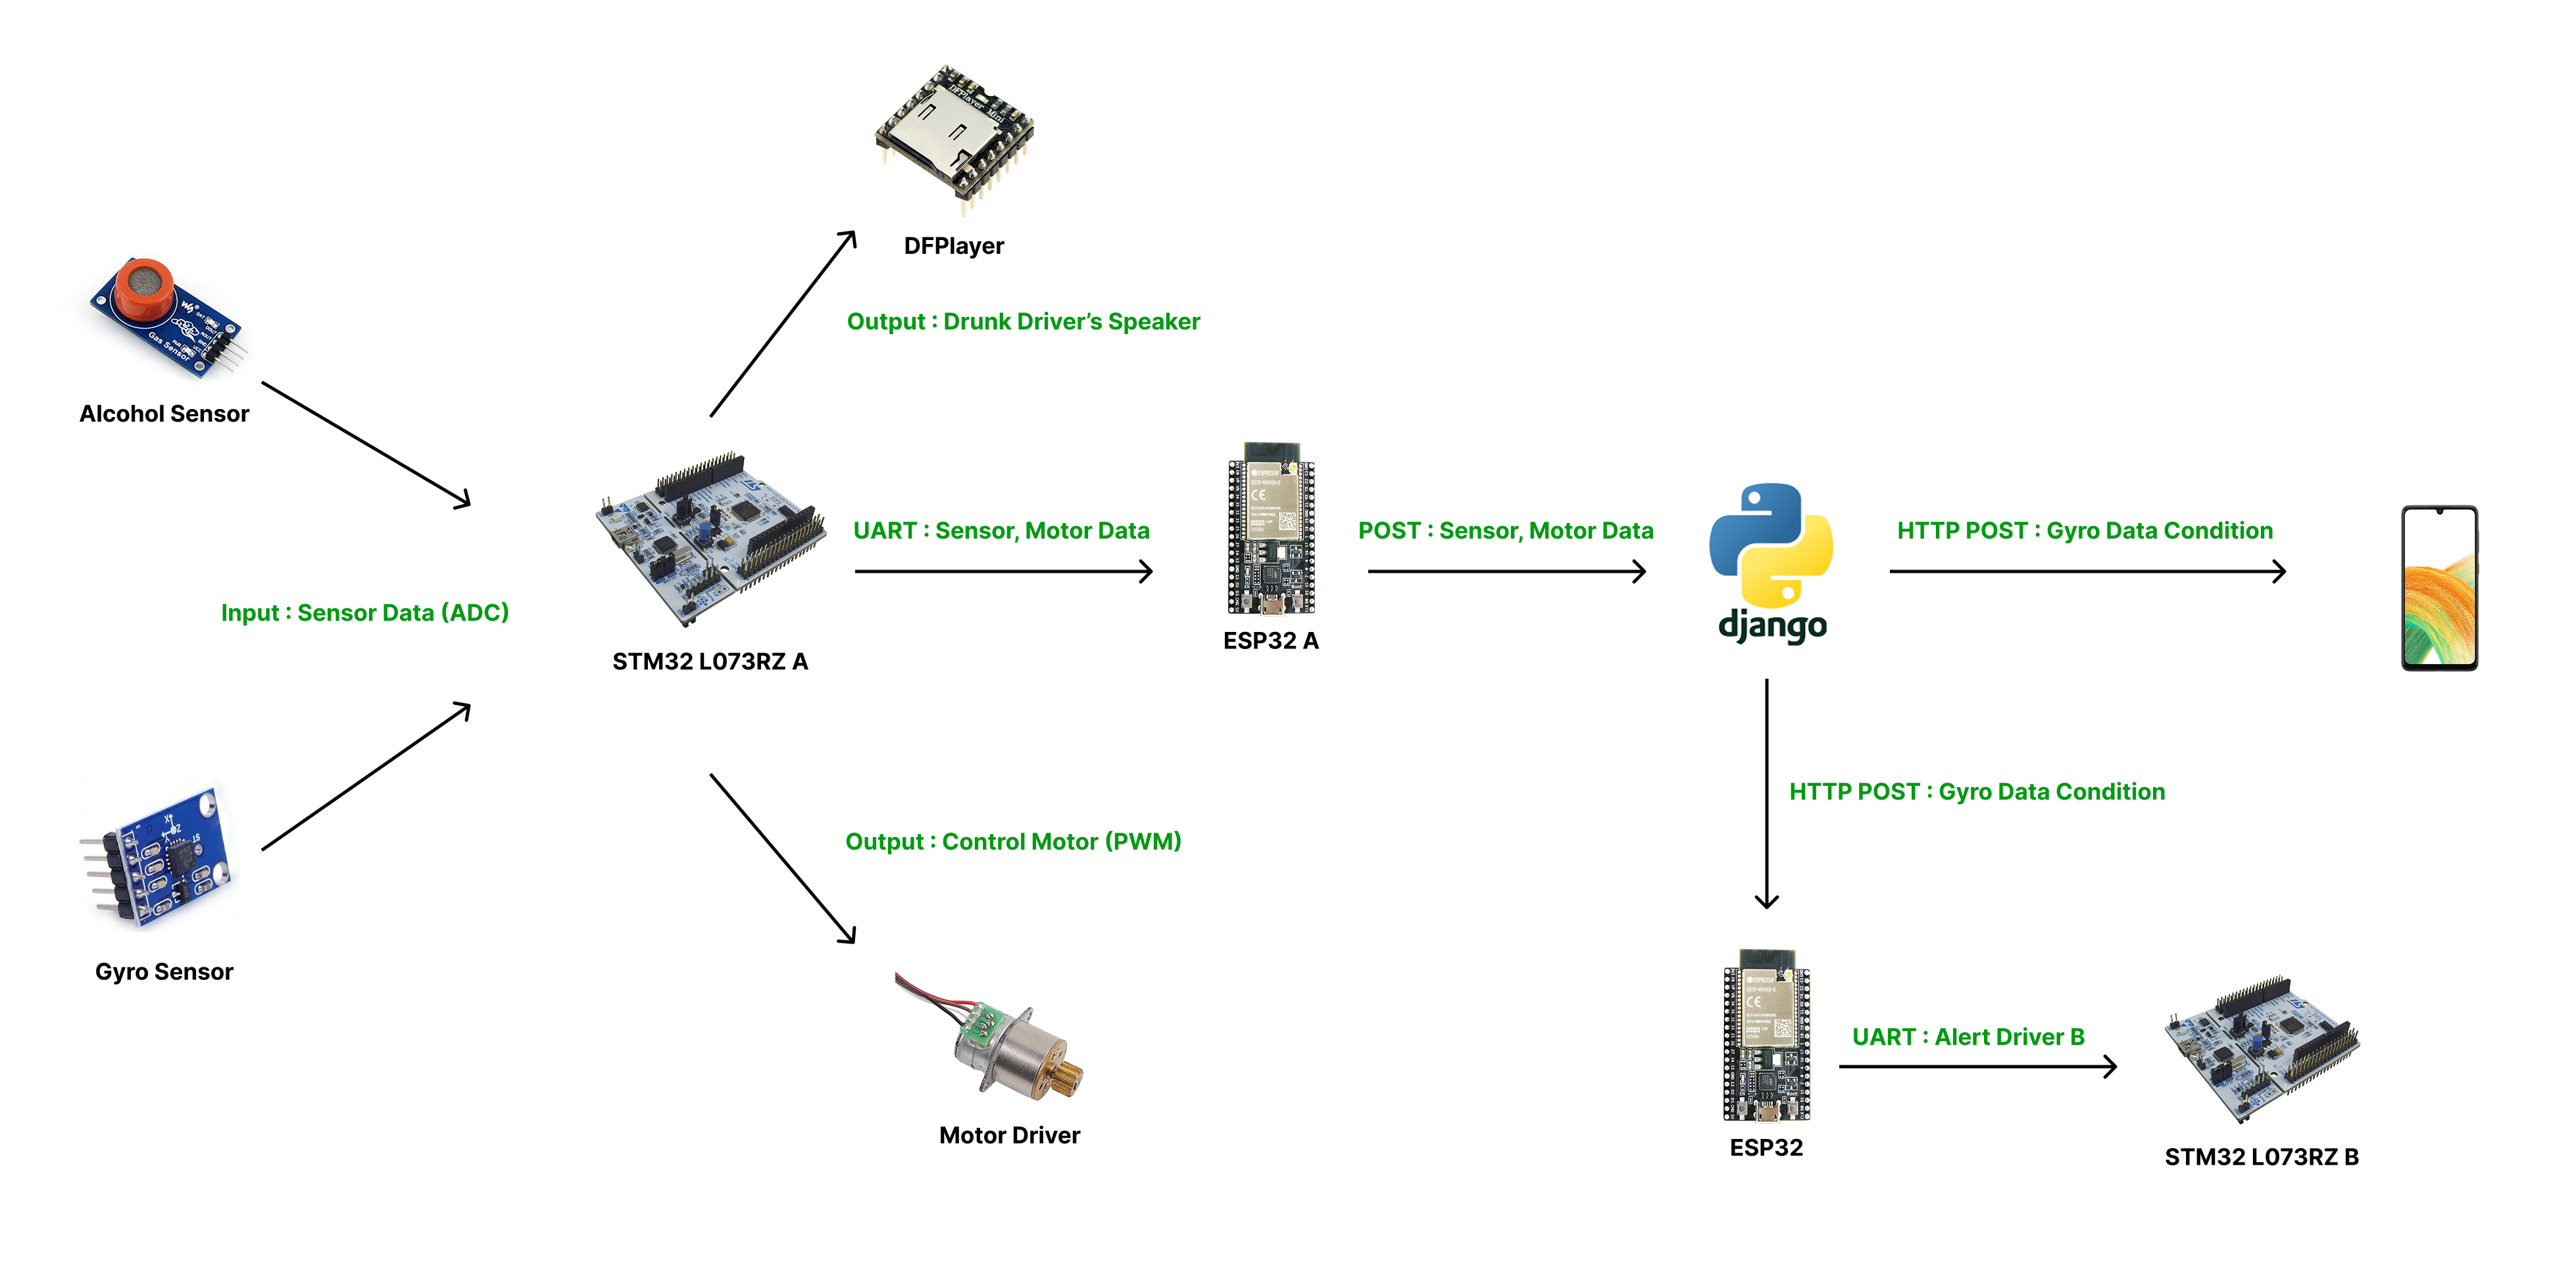 DFPlayer
Mini
DFPlayer
Output : Drunk Driver’s Speaker
Gas Sensor
Alcohol Sensor
Input : Sensor Data (ADC)
STM32 L073RZ A
UART : Sensor, Motor Data
ESP32 A
POST : Sensor, Motor Data
django
HTTP POST : Gyro Data Condition
HTTP POST : Gyro Data Condition
Gyro Sensor
Output : Control Motor (PWM)
Motor Driver
ESP32
UART : Alert Driver B
STM32 L073RZ B